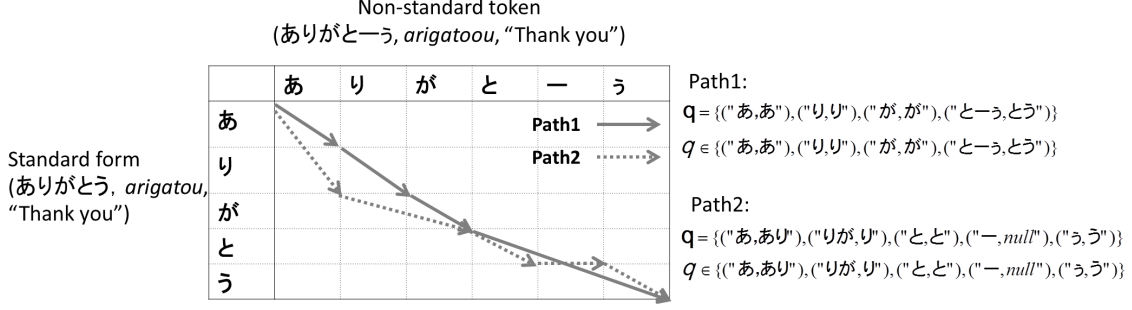 Non-standard token
(ありがとーぅ, arigatoou, “Thank you”)
あ り が と ー ぅ
あ
り
が
と
う
Path1
Path2
Standard form
(ありがとう, arigatou,
“Thank you”)
Path1:
q = {("あ,あ"),("り,り"),("が,が"),("とーぅ,とう")}
q ∈ {("あ,あ"),("り,り"),("が,が"),("とーぅ,とう")}
Path2:
q = {("あ,あり"),("りが,り"),("と,と"),("ー,null"),("ぅ,う")}
q ∈ {("あ,あり"),("りが,り"),("と,と"),("ー,null"),("ぅ,う")}